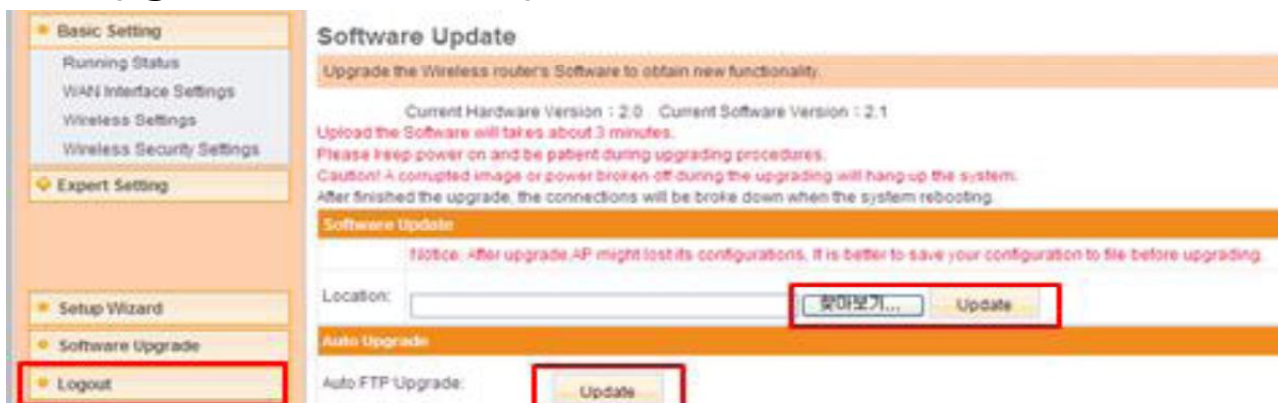 Basic Setting
Running Status
WAN Interface Settings
Wireless Settings
Wireless Security Settings
Expert Setting
Setup Wizard
Software Upgrade
Logout
Software Update
Upgrade the Wireless router's Software to obtain new functionality.
Current Hardware Version : 2.0 Current Software Version : 2.1
Upload the Software will takes about 3 minutes.
Please keep power on and be patient during upgrading procedures.
Caution! A corrupted image or power broken off during the upgrading will hang up the system.
After finished the upgrade, the connections will be broke down when the system rebooting.
Software Update
Notice: After upgrade,AP might lost its configurations. It is better to save your configuration to file before upgrading.
Location: 찾아보기... Update
Auto Upgrade
Auto FTP Upgrade: Update